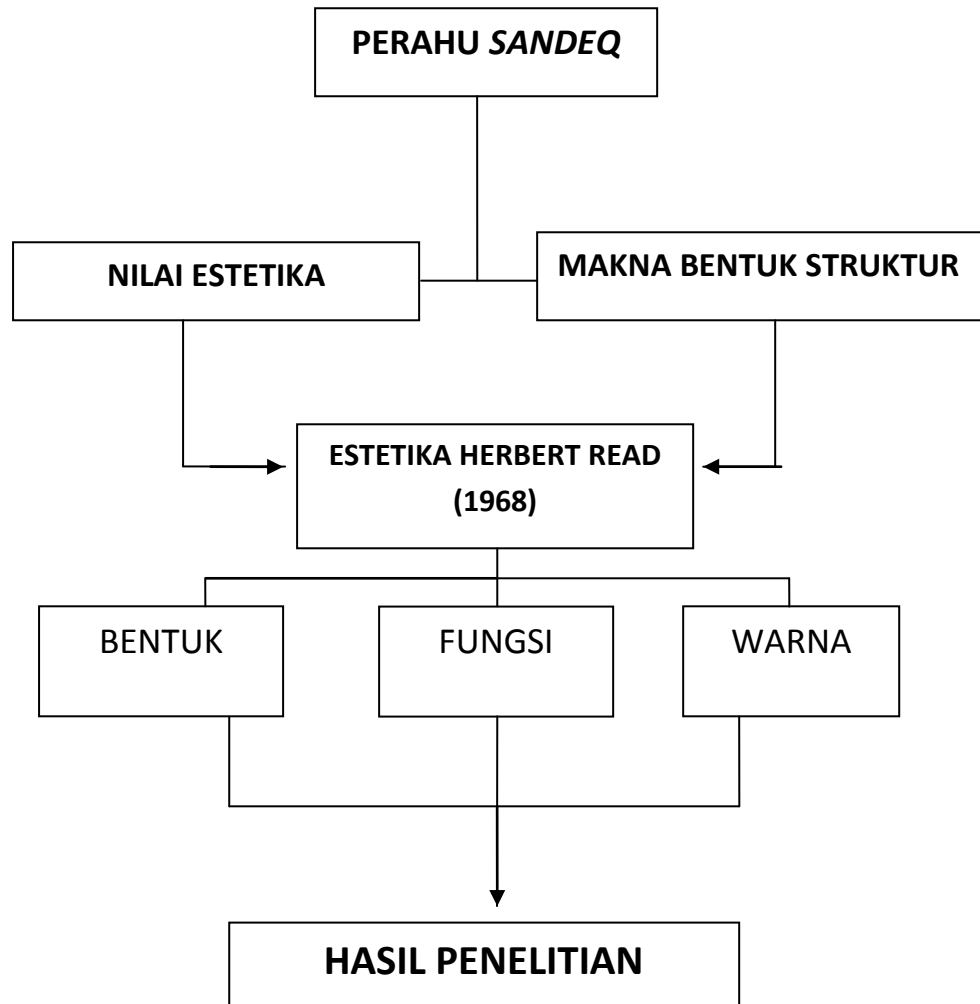 PERAHU SANDEQ
NILAI ESTETIKA
MAKNA BENTUK STRUKTUR
ESTETIKA HERBERT READ
(1968)
BENTUK
FUNGSI
WARNA
HASIL PENELITIAN